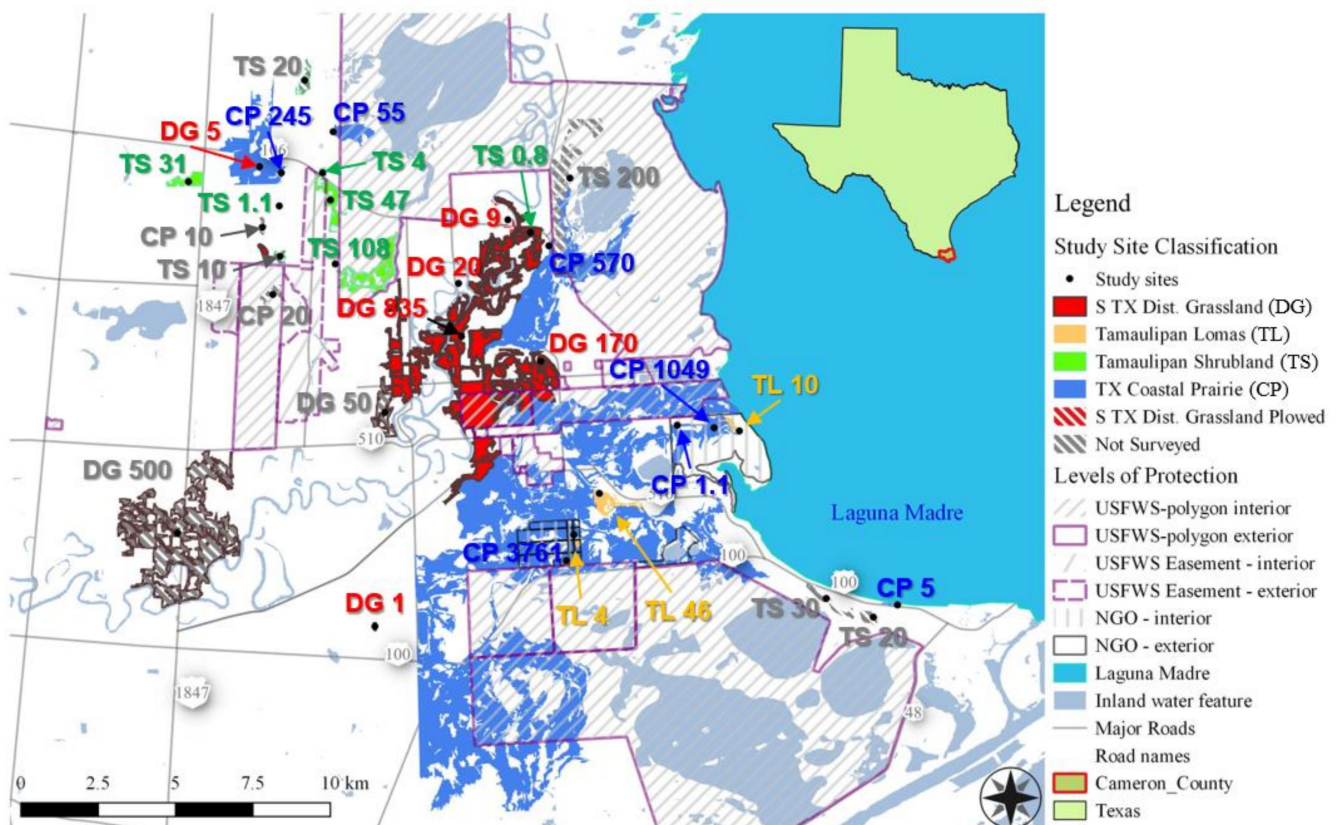 TS 20
CP 245
CP 55
DG 5
106
TS 31
TS 4
TS 0.8
TS 1.1
TS 47
TS 200
DG 9
CP 10
TS 10
TS 108
CP 570
DG 20
1847
CP 20
DG 835
DG 170
CP 1049
TL 10
DG 50
510
DG 500
CP 1.1
510
Laguna Madre
CP 3761
100
100
CP 5
DG 1
TL 4
TL 46
TS 30
TS 20
100
1847
48
0 2.5 5 7.5 10 km
Legend
Study Site Classification
Study sites
S TX Dist. Grassland (DG)
Tamaulipan Lomas (TL)
Tamaulipan Shrubland (TS)
TX Coastal Prairie (CP)
S TX Dist. Grassland Plowed
Not Surveyed
Levels of Protection
USFWS-polygon interior
USFWS-polygon exterior
USFWS Easement - interior
USFWS Easement - exterior
NGO - interior
NGO - exterior
Laguna Madre
Inland water feature
Major Roads
Road names
Cameron_County
Texas